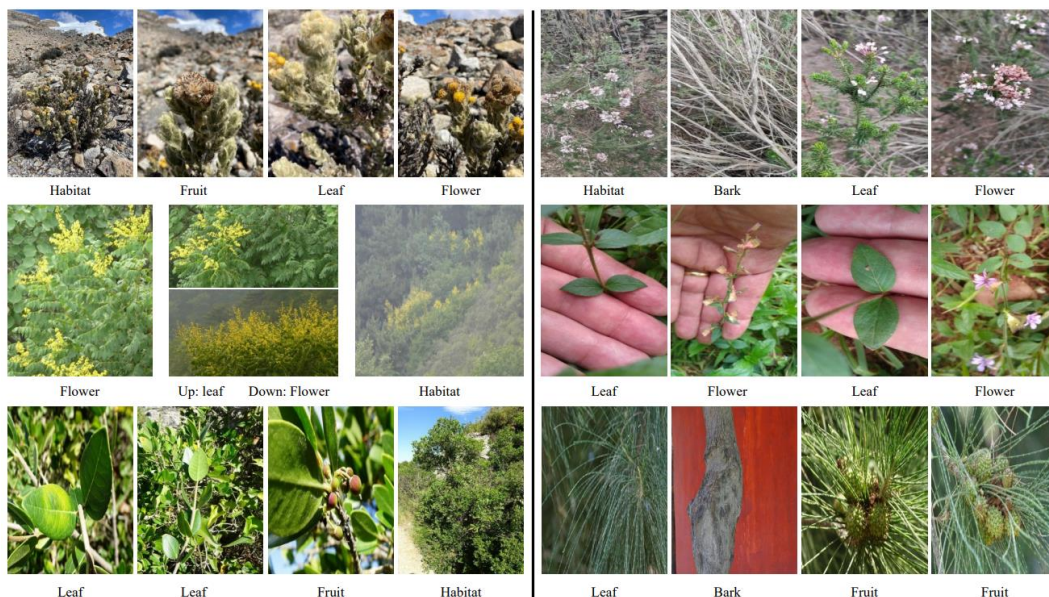 Habitat Fruit Leaf Flower
Habitat Bark Leaf Flower
Flower Up: leaf Down: Flower Habitat
Leaf Flower Leaf Flower
Leaf Leaf Fruit Habitat
Leaf Bark Fruit Fruit